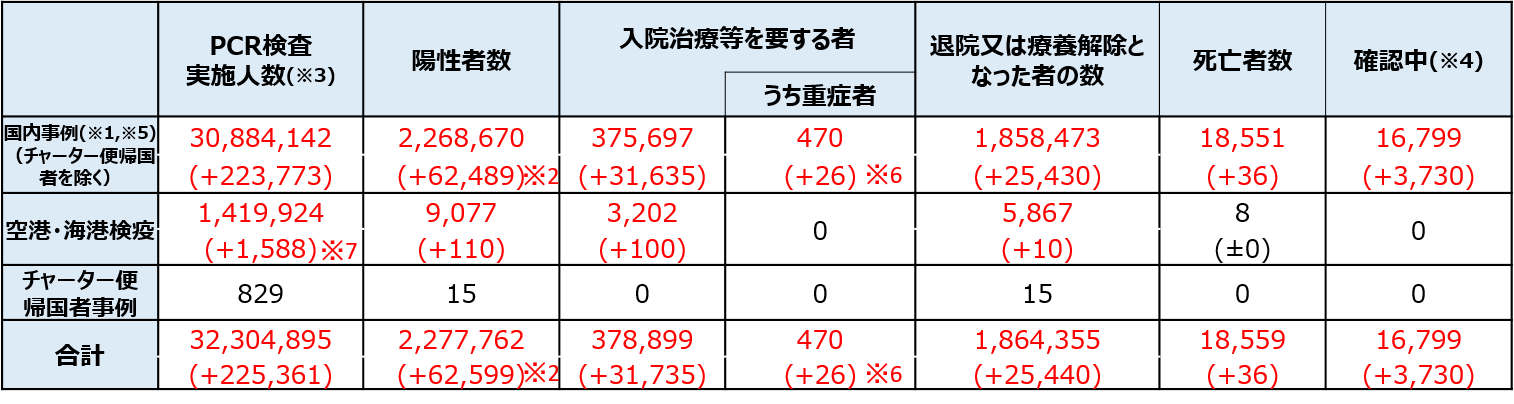 PCR検査
実施人数(※3)
陽性者数
入院治療等を要する者
うち重症者
退院又は療養解除と
なった者の数
死亡者数
確認中(※4)
国内事例(※1,※5)
(チャーター便帰国
者を除く)
30,884,142
(+223,773)
2,268,670
(+62,489)※2
375,697
(+31,635)
470
(+26) ※6
1,858,473
(+25,430)
18,551
(+36)
16,799
(+3,730)
空港・海港検疫
1,419,924
(+1,588)※7
9,077
(+110)
3,202
(+100)
0
5,867
(+10)
8
(±0)
0
チャーター便
帰国者事例
829
15
0
0
15
0
0
合計
32,304,895
(+225,361)
2,277,762
(+62,599)※2
378,899
(+31,735)
470
(+26) ※6
1,864,355
(+25,440)
18,559
(+36)
16,799
(+3,730)